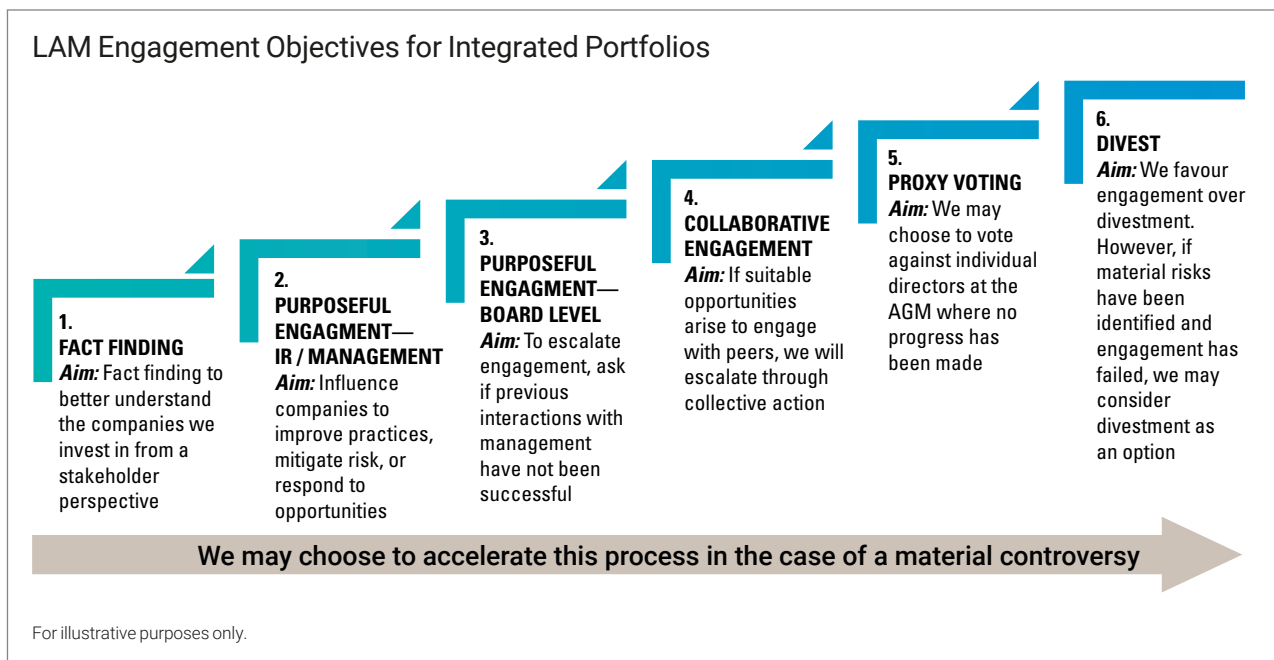 LAM Engagement Objectives for Integrated Portfolios
1.
FACT FINDING
Aim: Fact finding to
better understand
the companies we
invest in from a
stakeholder
perspective
2.
PURPOSEFUL
ENGAGMENT—
IR / MANAGEMENT
Aim: Influence
companies to
improve practices,
mitigate risk, or
respond to
opportunities
3.
PURPOSEFUL
ENGAGMENT—
BOARD LEVEL
Aim: To escalate
engagement, ask
if previous
interactions with
management
have not been
successful
4.
COLLABORATIVE
ENGAGEMENT
Aim: If suitable
opportunities
arise to engage
with peers, we will
escalate through
collective action
5.
PROXY VOTING
Aim: We may
choose to vote
against individual
directors at the
AGM where no
progress has
been made
6.
DIVEST
Aim: We favour
engagement over
divestment.
However, if
material risks
have been
identified and
engagement has
failed, we may
consider
divestment as
an option
We may choose to accelerate this process in the case of a material controversy
For illustrative purposes only.